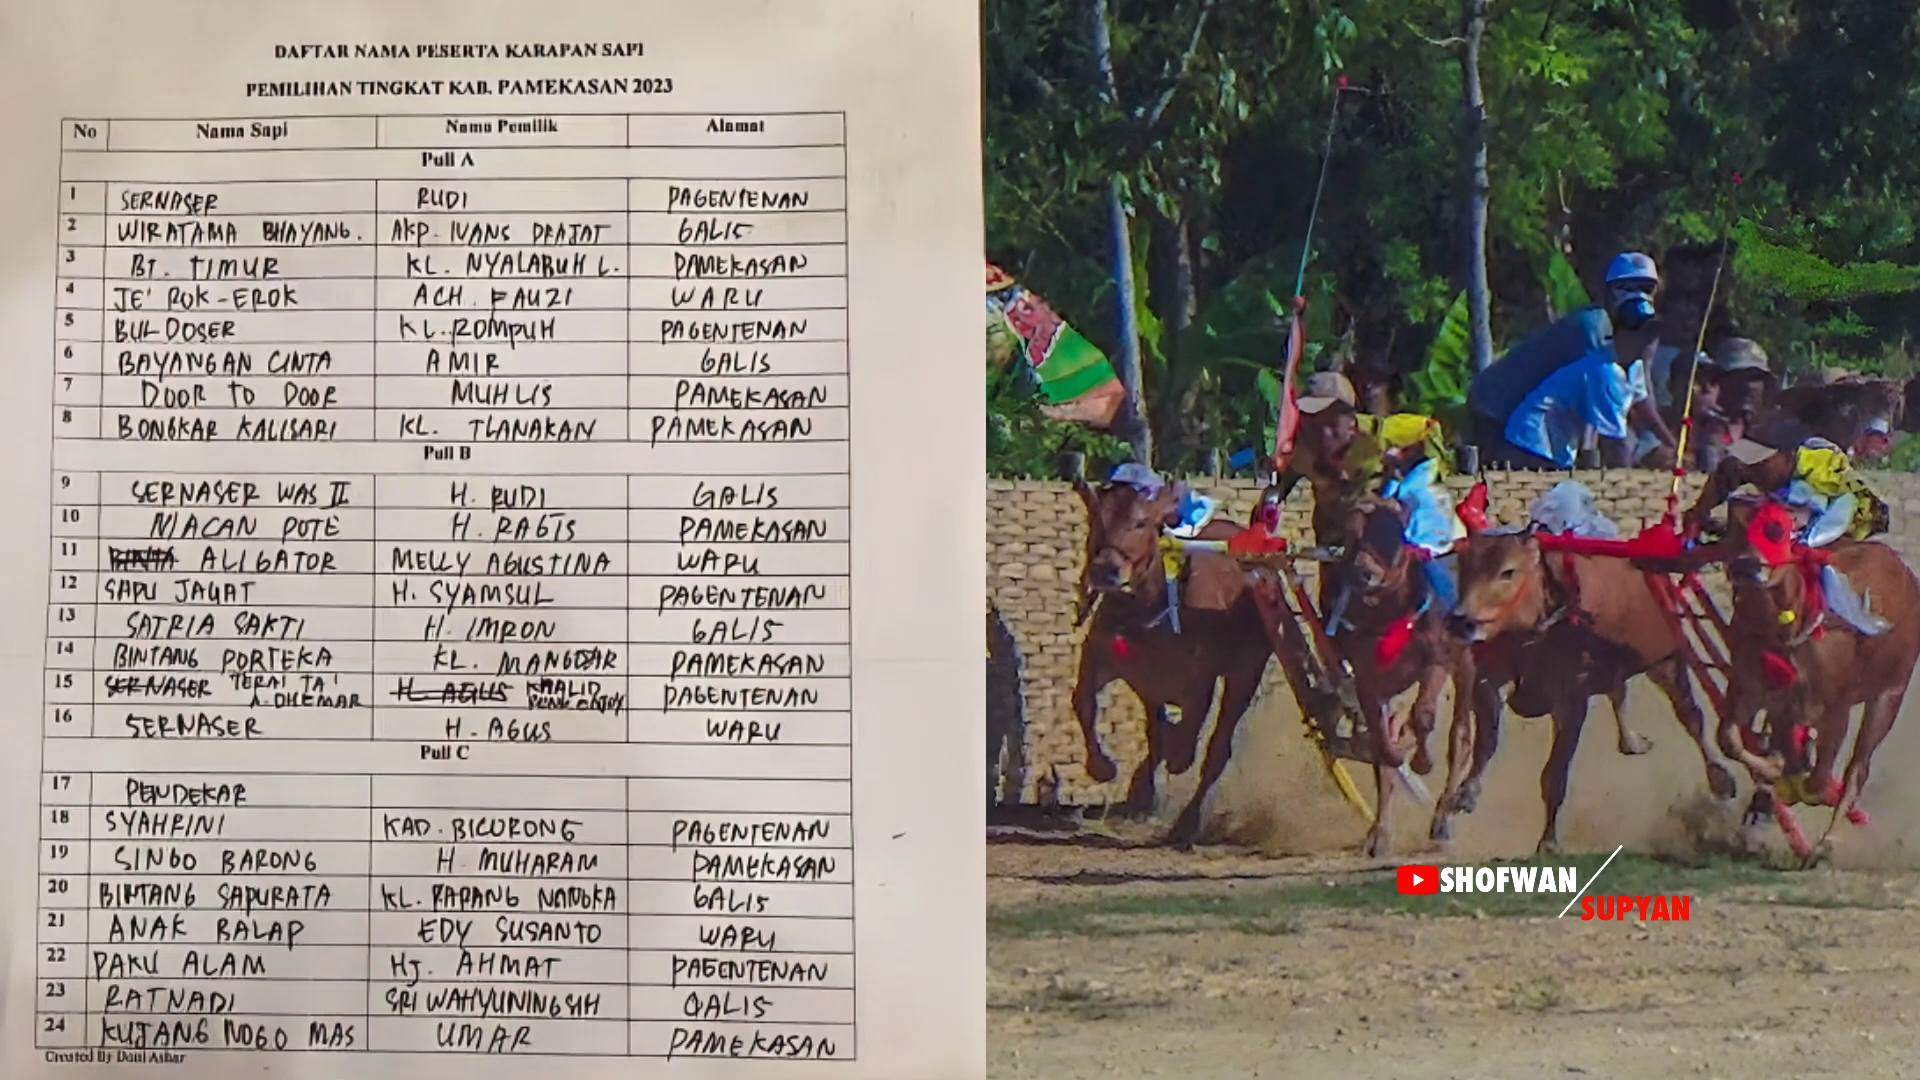 DAFTAR NAMA PESERTA KARAPAN SAPI
PEMILIHAN TINGKAT KAB. PAMEKASAN 2023
No Nama Sapi Nama Pemilik Alamat
Pull A
1 SERNASER RUDI PAGENTENAN
2 WIRATAMA BHAYANG. AKP. IVANS DRAJAT GALIS
3 BT. TIMUR KL. NYALABUH L. PAMEKASAN
4 JE' ROK-EROK ACH. FAUZI WARU
5 BULDOSER KL. ROMPUH PAGENTENAN
6 BAYANGAN CINTA AMIR GALIS
7 DOOR TO DOOR MUHLIS PAMEKASAN
8 BONGKAR KALISARI KL. TLANAKAN PAMEKASAN
Pull B
9 SERNASER WAS II H. RUDI GALIS
10 MACAN POTE H. RAGIS PAMEKASAN
11 ALIGATOR MELLY AGUSTINA WARU
12 SAPU JAGAT H. SYAMSUL PAGENTENAN
13 SATRIA SAKTI H. IMRON GALIS
14 BINTANG PORTEKA KL. MANGDAR PAMEKASAN
15 SERNASER TERAI TA' A-DHEMAR H. AGUS KHALID PAGENTENAN
16 SERNASER H. AGUS WARU
Pull C
17 PENDEKAR
18 SYAHRINI KAD. BICORONG PAGENTENAN
19 SINGO BARONG H. MUHARAM PAMEKASAN
20 BINTANG SAPURATA KL. RAPANG NANGKA GALIS
21 ANAK BALAP EDY SUSANTO WARU
22 PAKU ALAM HJ. AHMAT PAGENTENAN
23 RATNADI SRI WAHYUNINGSIH GALIS
24 KUJANG NOGO MAS UMAR PAMEKASAN
Created By Dani Azhar
SHOFWAN
SUPYAN